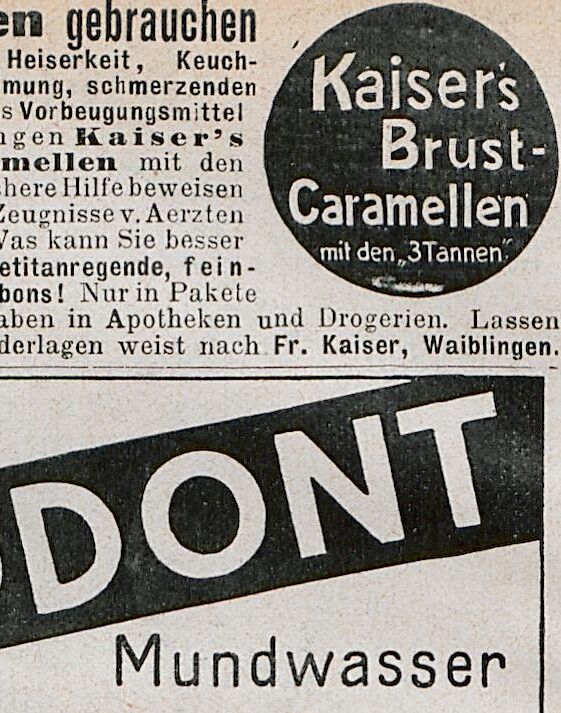 en gebrauchen
Heiserkeit, Keuch-
mung, schmerzenden
s Vorbeugungsmittel
ngen Kaiser's
mellen mit den
here Hilfe beweisen
Zeugnisse v. Aerzten
Was kann Sie besser
etitanregende, fein-
bons! Nur in Pakete
aben in Apotheken und Drogerien. Lassen
derlagen weist nach Fr. Kaiser, Waiblingen.
Kaiser's
Brust-
Caramellen
mit den „3 Tannen“
DONT
Mundwasser